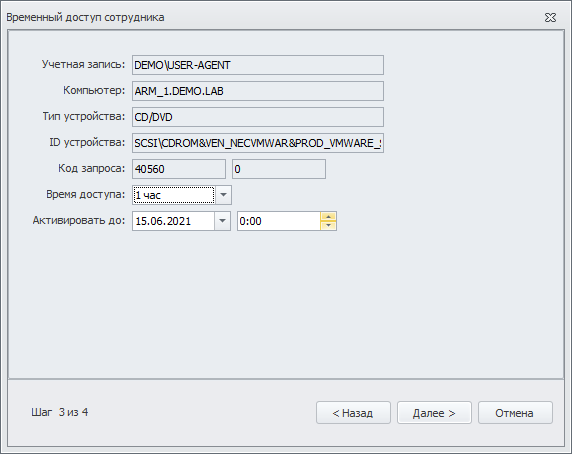 Временный доступ сотрудника
Учетная запись: DEMO\USER-AGENT
Компьютер: ARM_1.DEMO.LAB
Тип устройства: CD/DVD
ID устройства: SCSI\CDROM&VEN_NECVMWAR&PROD_VMWARE_S
Код запроса: 40560 0
Время доступа: 1 час
Активировать до: 15.06.2021 0:00
Шаг 3 из 4 < Назад Далее > Отмена